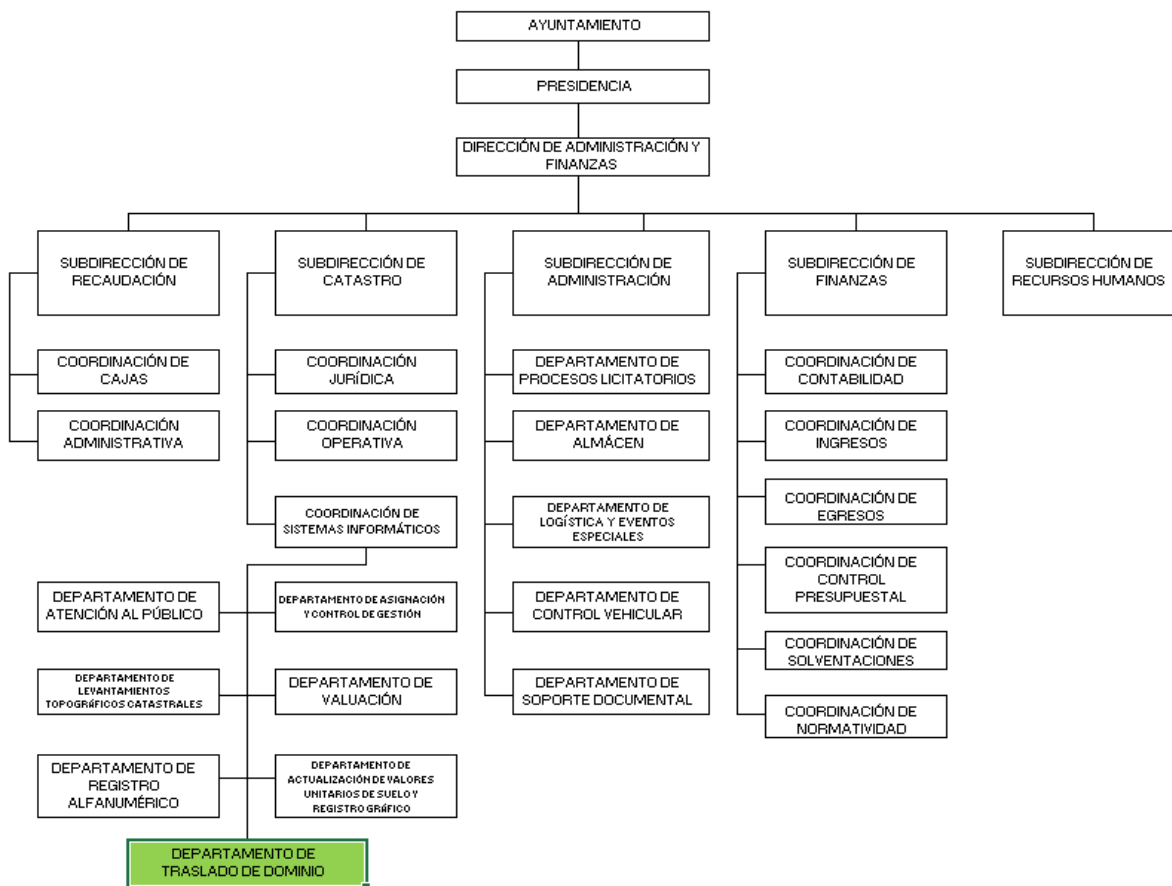 AYUNTAMIENTO
PRESIDENCIA
DIRECCIÓN DE ADMINISTRACIÓN Y
FINANZAS
SUBDIRECCIÓN DE
RECAUDACIÓN
SUBDIRECCIÓN DE
CATASTRO
SUBDIRECCIÓN DE
ADMINISTRACIÓN
SUBDIRECCIÓN DE
FINANZAS
SUBDIRECCIÓN DE
RECURSOS HUMANOS
COORDINACIÓN DE
CAJAS
COORDINACIÓN
JURÍDICA
DEPARTAMENTO DE
PROCESOS LICITATORIOS
COORDINACIÓN DE
CONTABILIDAD
COORDINACIÓN
ADMINISTRATIVA
COORDINACIÓN
OPERATIVA
DEPARTAMENTO DE
ALMÁCEN
COORDINACIÓN DE
INGRESOS
COORDINACIÓN DE
SISTEMAS INFORMÁTICOS
DEPARTAMENTO DE
LOGÍSTICA Y EVENTOS
ESPECIALES
COORDINACIÓN DE
EGRESOS
DEPARTAMENTO DE
ATENCIÓN AL PÚBLICO
DEPARTAMENTO DE ASIGNACIÓN
Y CONTROL DE GESTIÓN
DEPARTAMENTO DE
CONTROL VEHICULAR
COORDINACIÓN DE
CONTROL
PRESUPUESTAL
DEPARTAMENTO DE
LEVANTAMIENTOS
TOPOGRÁFICOS CATASTRALES
DEPARTAMENTO DE
VALUACIÓN
DEPARTAMENTO DE
SOPORTE DOCUMENTAL
COORDINACIÓN DE
SOLVENTACIONES
COORDINACIÓN DE
NORMATIVIDAD
DEPARTAMENTO DE
REGISTRO
ALFANUMÉRICO
DEPARTAMENTO DE
ACTUALIZACIÓN DE VALORES
UNITARIOS DE SUELO Y
REGISTRO GRÁFICO
DEPARTAMENTO DE
TRASLADO DE DOMINIO